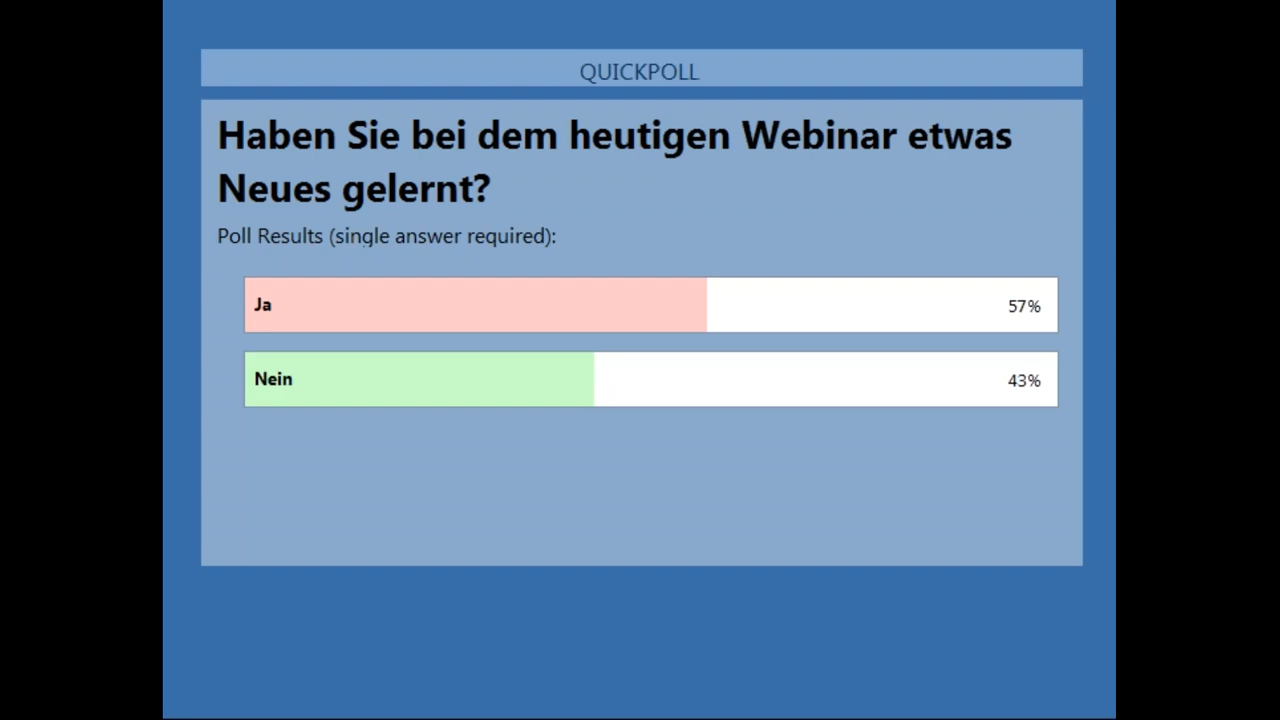 QUICKPOLL
Haben Sie bei dem heutigen Webinar etwas
Neues gelernt?
Poll Results (single answer required):
Ja 57%
Nein 43%